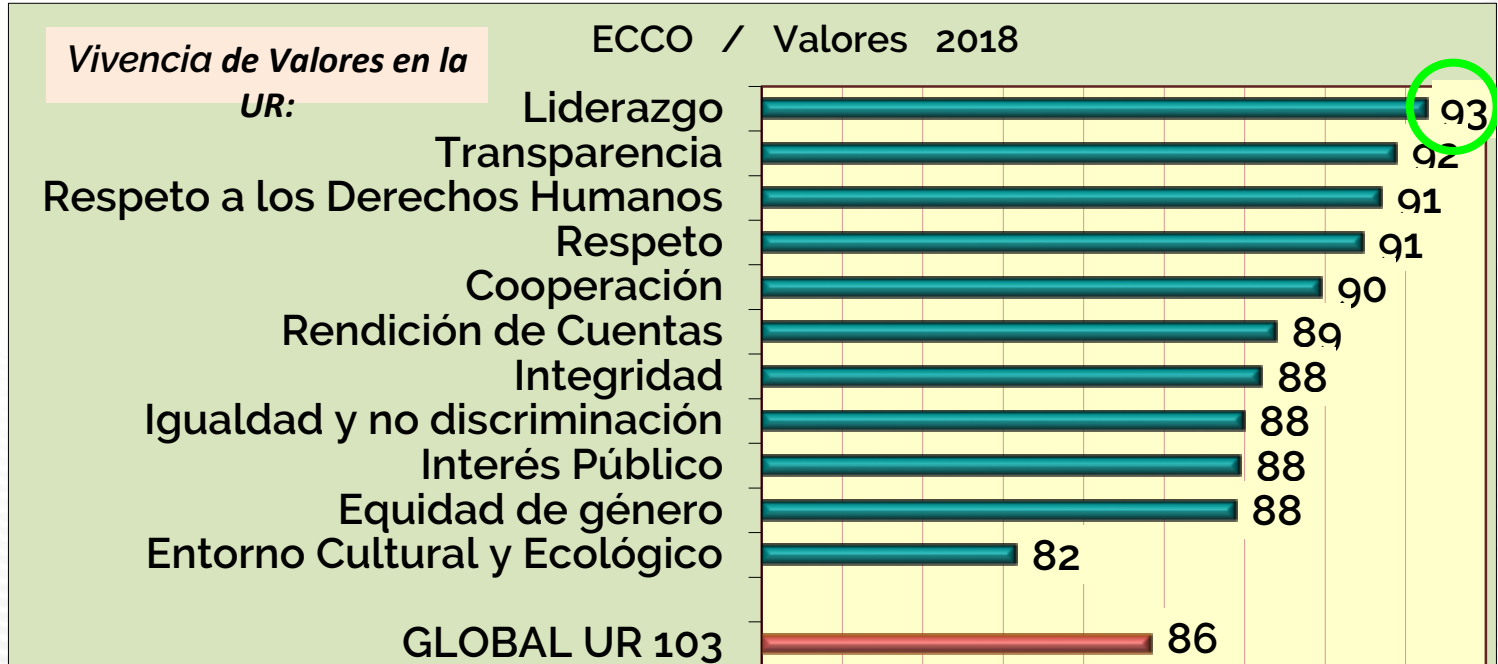 ECCO / Valores 2018
Vivencia de Valores en la
UR:
Liderazgo 93
Transparencia 92
Respeto a los Derechos Humanos 91
Respeto 91
Cooperación 90
Rendición de Cuentas 89
Integridad 88
Igualdad y no discriminación 88
Interés Público 88
Equidad de género 88
Entorno Cultural y Ecológico 82
GLOBAL UR 103 86